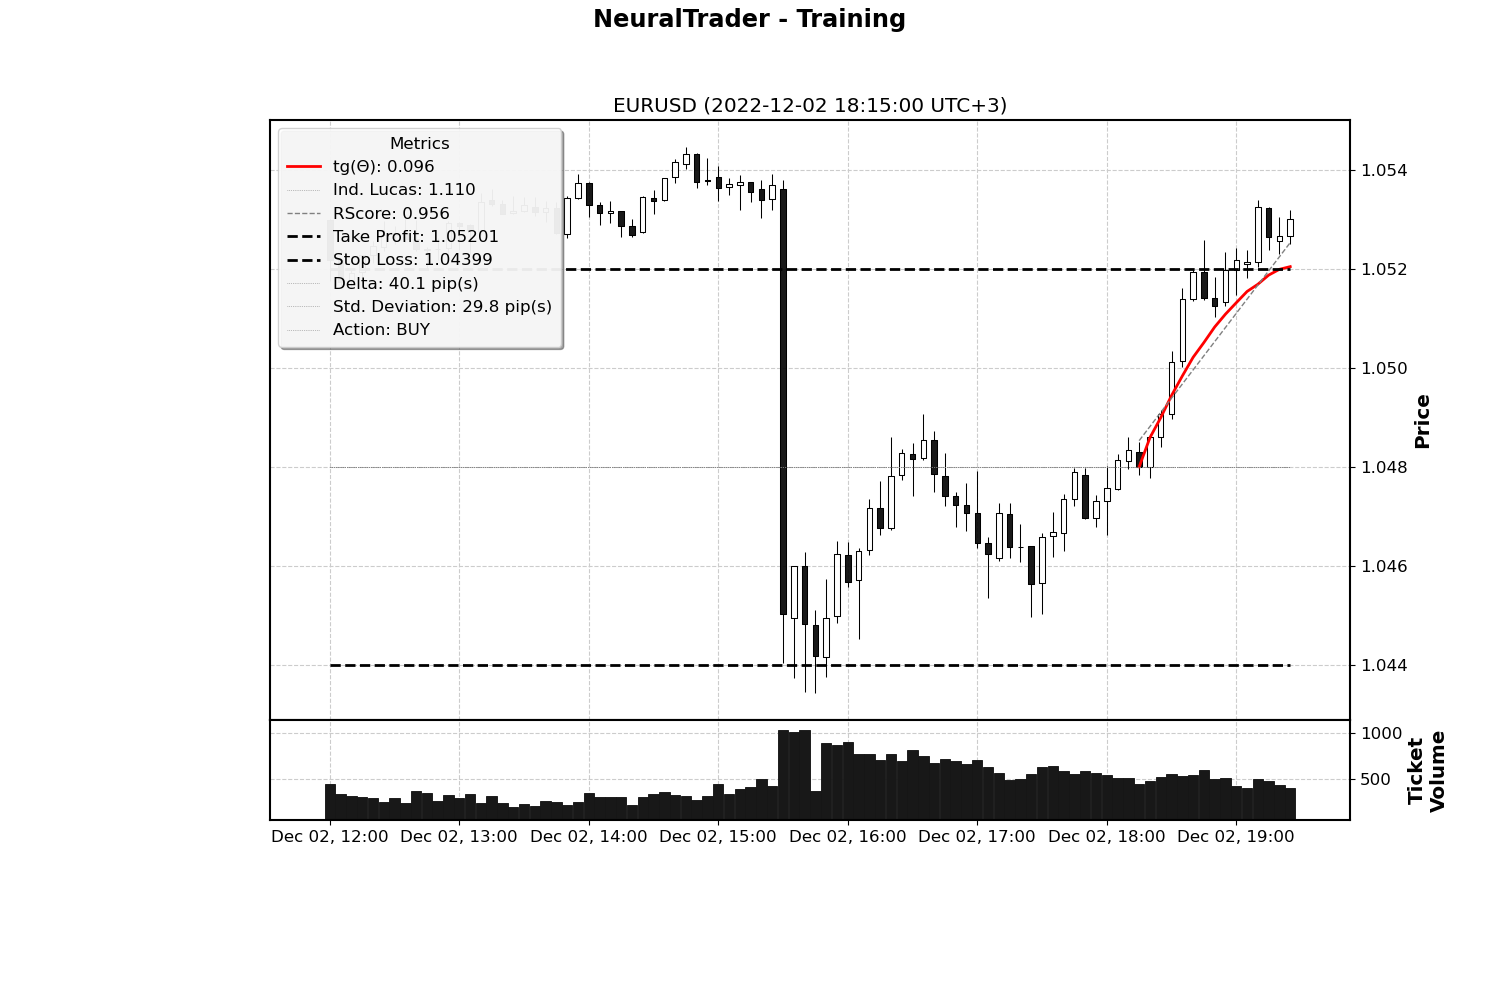 NeuralTrader - Training
EURUSD (2022-12-02 18:15:00 UTC+3)
Metrics
tg(Θ): 0.096
Ind. Lucas: 1.110
RScore: 0.956
Take Profit: 1.05201
Stop Loss: 1.04399
Delta: 40.1 pip(s)
Std. Deviation: 29.8 pip(s)
Action: BUY
1.054
1.052
1.050
1.048
1.046
1.044
Price
1000
500
Ticket
Volume
Dec 02, 12:00
Dec 02, 13:00
Dec 02, 14:00
Dec 02, 15:00
Dec 02, 16:00
Dec 02, 17:00
Dec 02, 18:00
Dec 02, 19:00